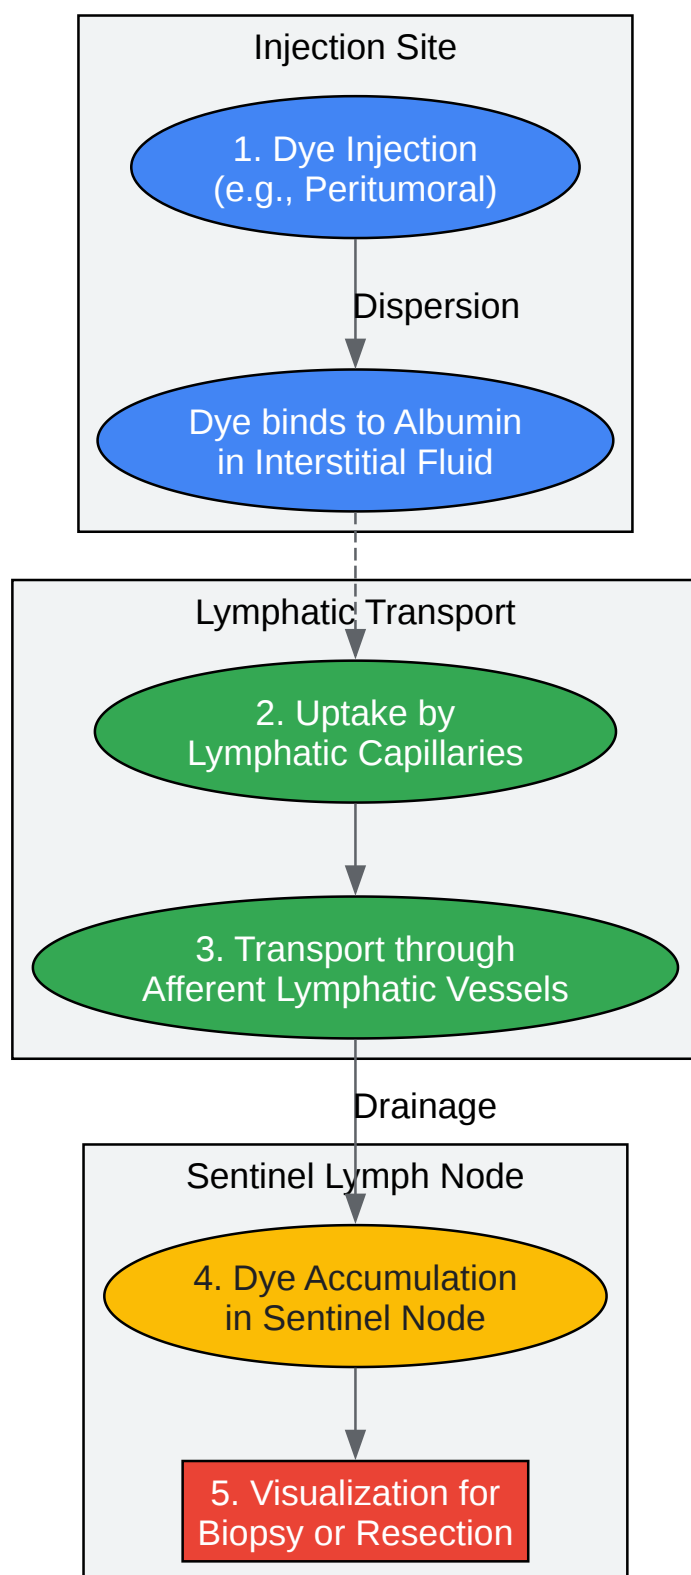 Injection Site
1. Dye Injection
(e.g., Peritumoral)
Dispersion
Dye binds to Albumin
in Interstitial Fluid
Lymphatic Transport
2. Uptake by
Lymphatic Capillaries
3. Transport through
Afferent Lymphatic Vessels
Drainage
Sentinel Lymph Node
4. Dye Accumulation
in Sentinel Node
5. Visualization for
Biopsy or Resection